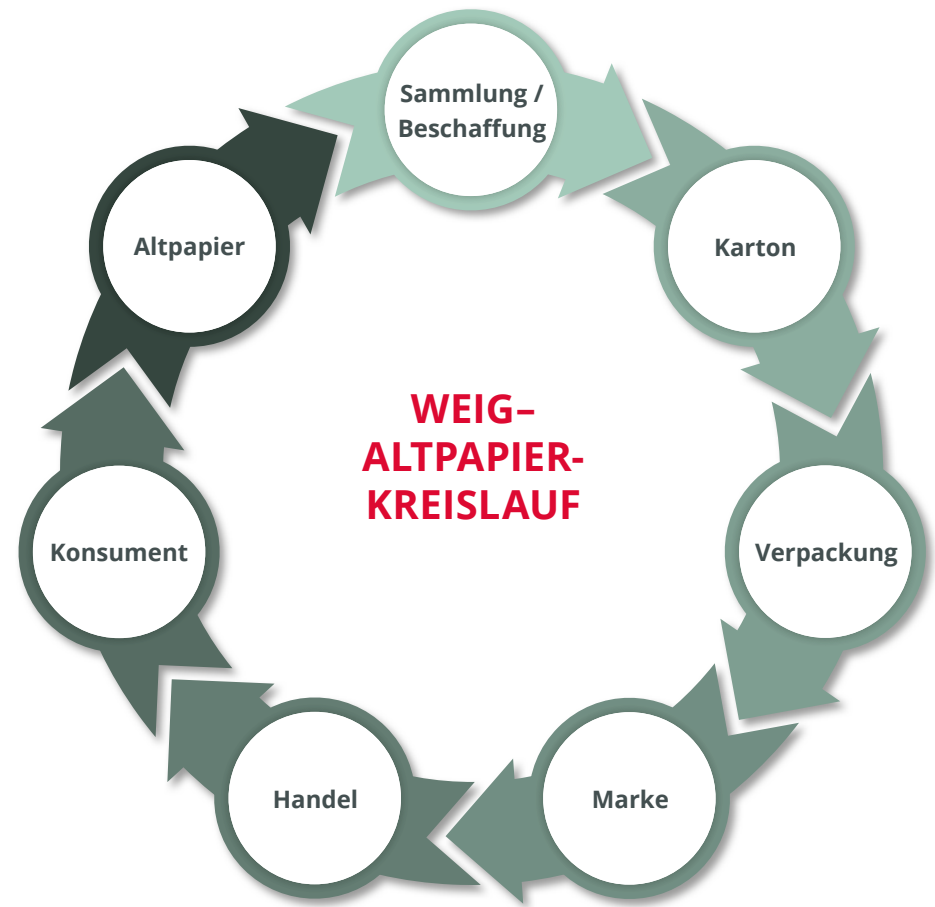 Sammlung /
Beschaffung
Karton
Verpackung
Marke
Handel
Konsument
Altpapier
WEIG–
ALTPAPIER-
KREISLAUF